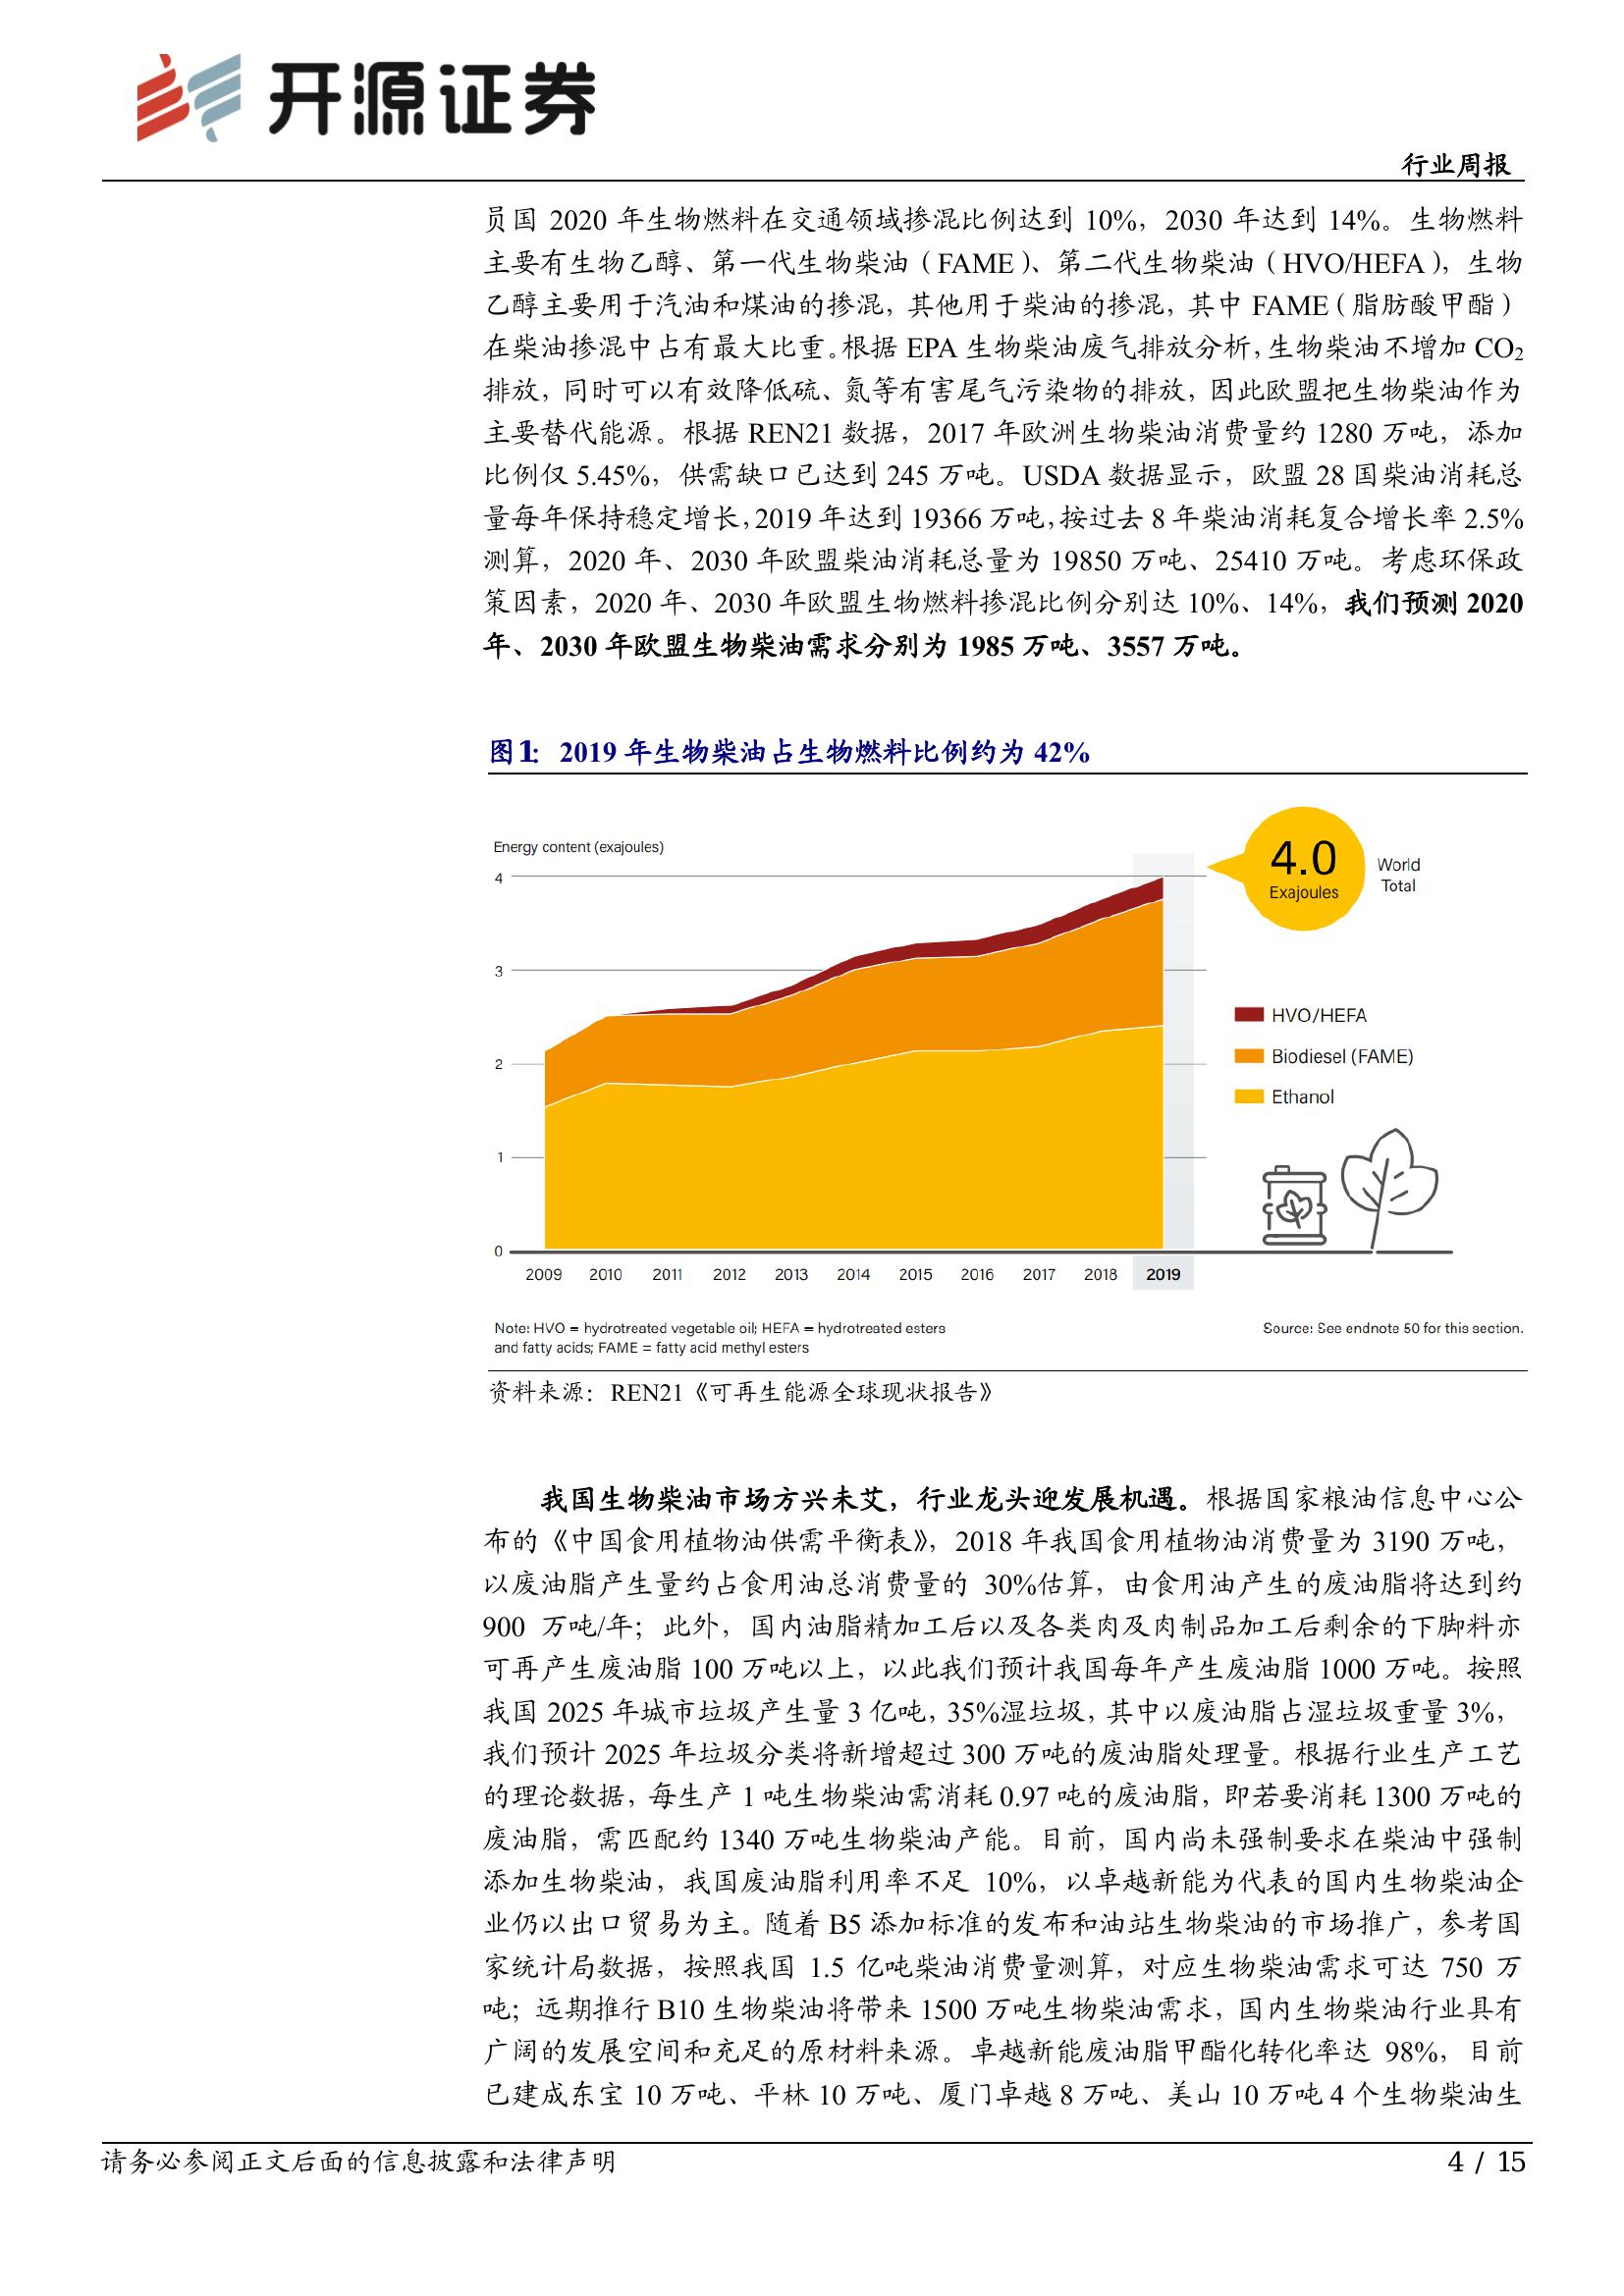 开源证券
行业周报
员国 2020 年生物燃料在交通领域掺混比例达到 10%，2030 年达到 14%。生物燃料
主要有生物乙醇、第一代生物柴油（FAME）、第二代生物柴油（HVO/HEFA），生物
乙醇主要用于汽油和煤油的掺混，其他用于柴油的掺混，其中 FAME（脂肪酸甲酯）
在柴油掺混中占有最大比重。根据 EPA 生物柴油废气排放分析，生物柴油不增加 CO₂
排放，同时可以有效降低硫、氮等有害尾气污染物的排放，因此欧盟把生物柴油作为
主要替代能源。根据 REN21 数据，2017 年欧洲生物柴油消费量约 1280 万吨，添加
比例仅 5.45%，供需缺口已达到 245 万吨。USDA 数据显示，欧盟 28 国柴油消耗总
量每年保持稳定增长，2019 年达到 19366 万吨，按过去 8 年柴油消耗复合增长率 2.5%
测算，2020 年、2030 年欧盟柴油消耗总量为 19850 万吨、25410 万吨。考虑环保政
策因素，2020 年、2030 年欧盟生物燃料掺混比例分别达 10%、14%，我们预测 2020
年、2030 年欧盟生物柴油需求分别为 1985 万吨、3557 万吨。
图1：2019 年生物柴油占生物燃料比例约为 42%
Energy content (exajoules)
4.0
Exajoules
World
Total
4
3
2
1
0
HVO/HEFA
Biodiesel (FAME)
Ethanol
2009 2010 2011 2012 2013 2014 2015 2016 2017 2018 2019
Note: HVO = hydrotreated vegetable oil; HEFA = hydrotreated esters
and fatty acids; FAME = fatty acid methyl esters
Source: See endnote 50 for this section.
资料来源：REN21《可再生能源全球现状报告》
我国生物柴油市场方兴未艾，行业龙头迎发展机遇。根据国家粮油信息中心公
布的《中国食用植物油供需平衡表》，2018 年我国食用植物油消费量为 3190 万吨，
以废油脂产生量约占食用油总消费量的 30%估算，由食用油产生的废油脂将达到约
900 万吨/年；此外，国内油脂精加工后以及各类肉及肉制品加工后剩余的下脚料亦
可再产生废油脂 100 万吨以上，以此我们预计我国每年产生废油脂 1000 万吨。按照
我国 2025 年城市垃圾产生量 3 亿吨，35%湿垃圾，其中以废油脂占湿垃圾重量 3%，
我们预计 2025 年垃圾分类将新增超过 300 万吨的废油脂处理量。根据行业生产工艺
的理论数据，每生产 1 吨生物柴油需消耗 0.97 吨的废油脂，即若要消耗 1300 万吨的
废油脂，需匹配约 1340 万吨生物柴油产能。目前，国内尚未强制要求在柴油中强制
添加生物柴油，我国废油脂利用率不足 10%，以卓越新能为代表的国内生物柴油企
业仍以出口贸易为主。随着 B5 添加标准的发布和油站生物柴油的市场推广，参考国
家统计局数据，按照我国 1.5 亿吨柴油消费量测算，对应生物柴油需求可达 750 万
吨；远期推行 B10 生物柴油将带来 1500 万吨生物柴油需求，国内生物柴油行业具有
广阔的发展空间和充足的原材料来源。卓越新能废油脂甲酯化转化率达 98%，目前
已建成东宝 10 万吨、平林 10 万吨、厦门卓越 8 万吨、美山 10 万吨 4 个生物柴油生
请务必参阅正文后面的信息披露和法律声明
4 / 15